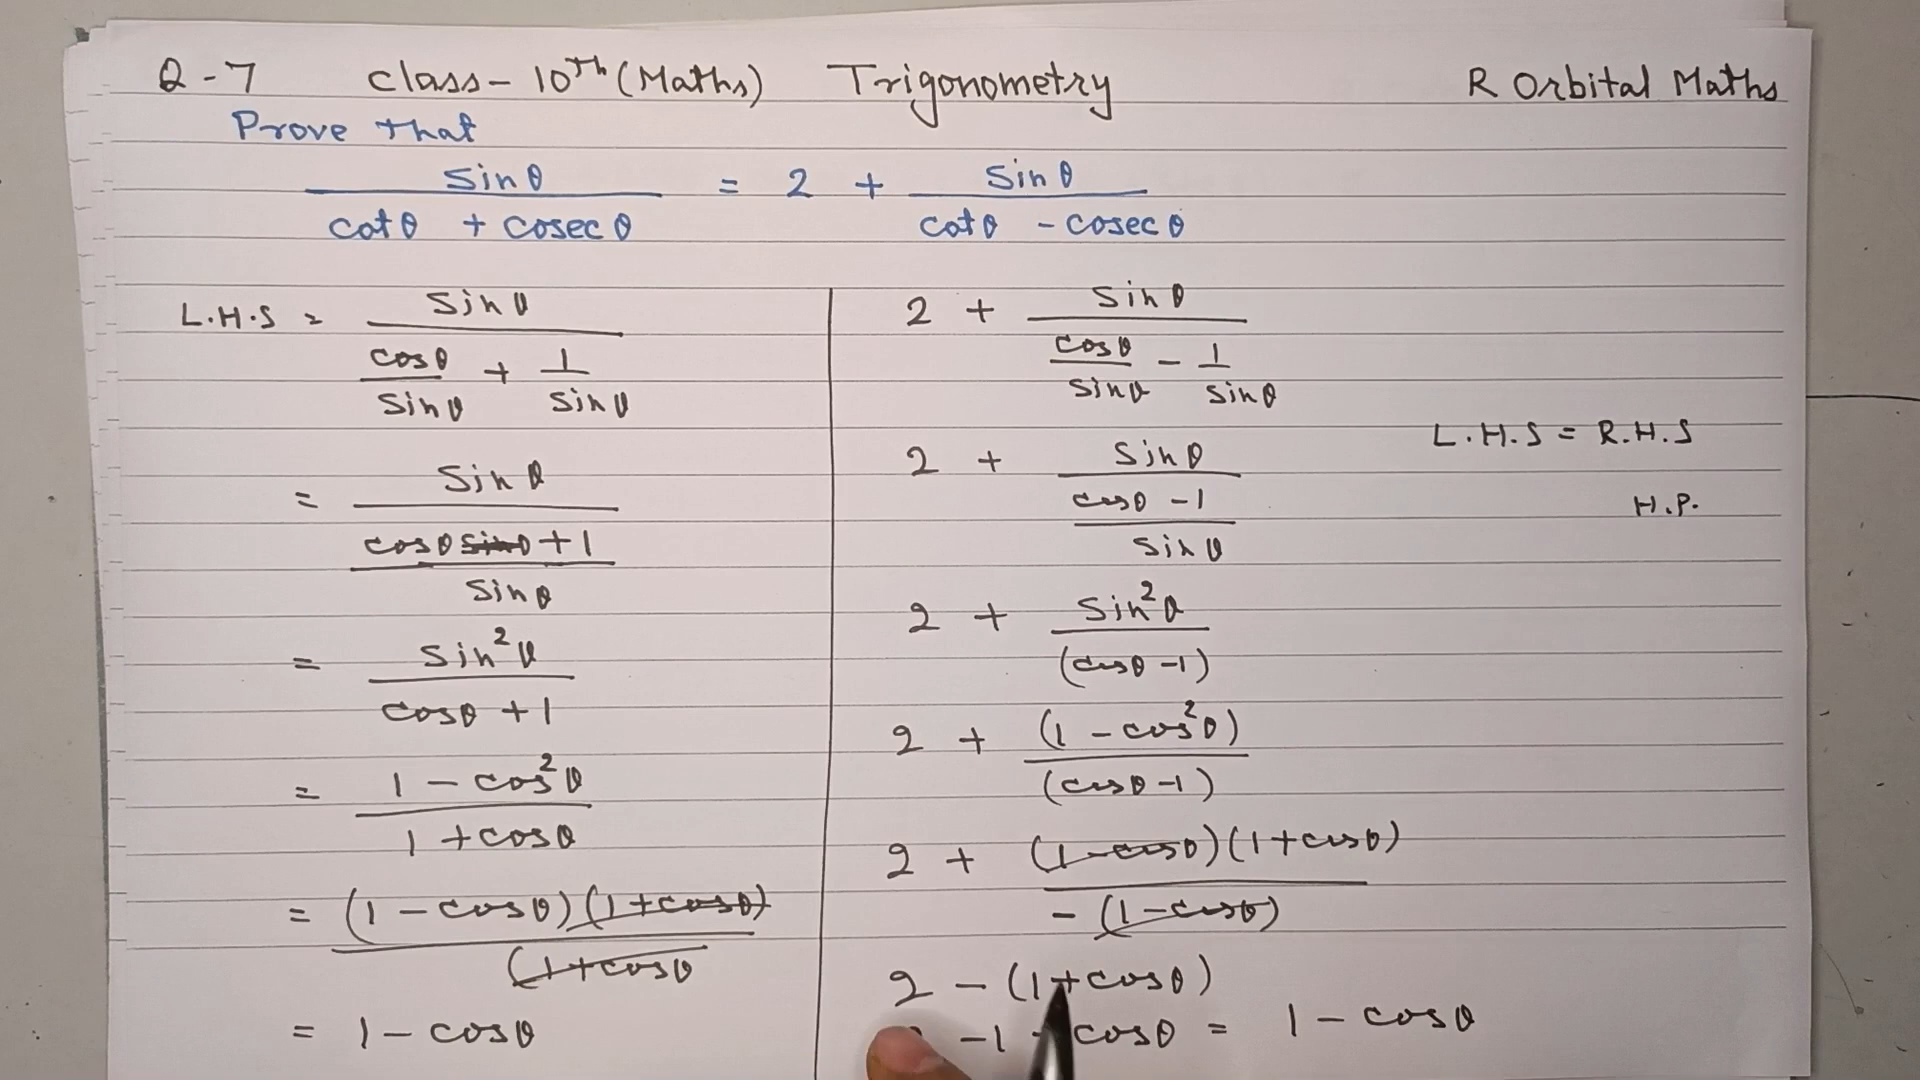 Q-7 Class- 10Th (Maths) Trigonometry R Orbital Maths
Prove that
sinθ / (cotθ + cosecθ) = 2 + sinθ / (cotθ - cosecθ)
L.H.S = sinθ / (cosθ/sinθ + 1/sinθ)
= sinθ / ((cosθ sinθ + 1)/sinθ)
= sin²θ / (cosθ + 1)
= (1 - cos²θ) / (1 + cosθ)
= (1 - cosθ)(1+cosθ) / (1+cosθ
= 1 - cosθ
2 + sinθ / (cosθ/sinθ - 1/sinθ)
2 + sinθ / ((cosθ - 1)/sinθ)
2 + sin²θ / (cosθ - 1)
2 + (1 - cos²θ) / (cosθ - 1)
2 + (1-cosθ)(1+cosθ) / -(1-cosθ)
2 - (1+cosθ)
-1 cosθ = 1 - cosθ
L.H.S = R.H.S
H.P.